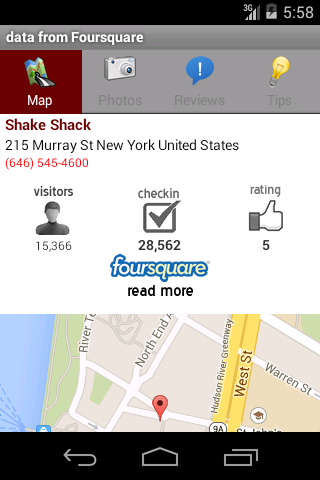 3G 5:58
data from Foursquare
Map Photos Reviews Tips
Shake Shack
215 Murray St New York United States
(646) 545-4600
visitors checkin rating
15,366 28,562 5
foursquare
read more
River Ter
North End A
Hudson River Greenway
West St
Warren St
9A
St John's